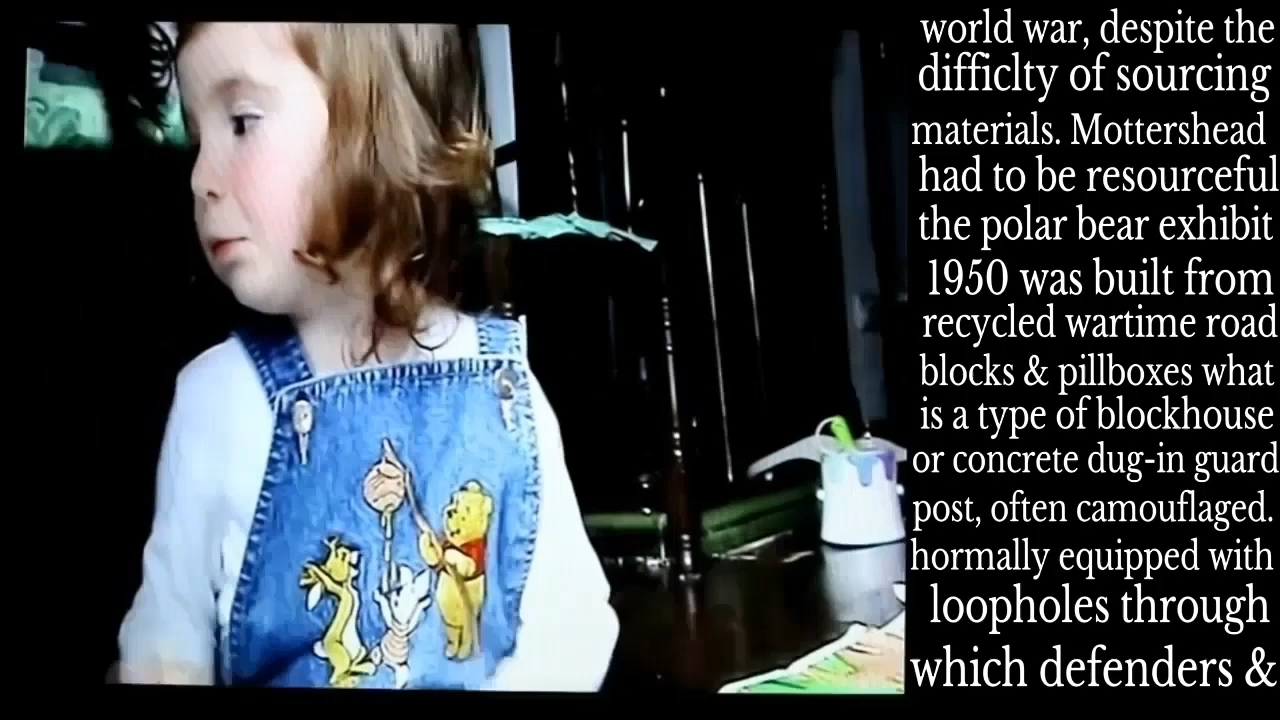 world war, despite the
difficlty of sourcing
materials. Mottershead
had to be resourceful
the polar bear exhibit
1950 was built from
recycled wartime road
blocks & pillboxes what
is a type of blockhouse
or concrete dug-in guard
post, often camouflaged.
hormally equipped with
loopholes through
which defenders &